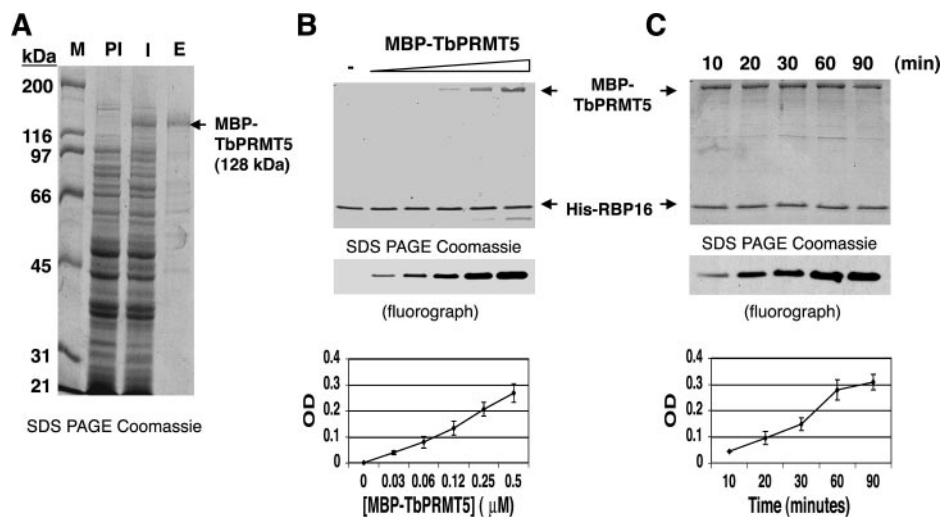 A
kDa M PI I E
200
116
97
66
45
31
21
MBP-
TbPRMT5
(128 kDa)
SDS PAGE Coomassie
B
MBP-TbPRMT5
-
MBP-
TbPRMT5
His-RBP16
SDS PAGE Coomassie
(fluorograph)
OD
0.4
0.3
0.2
0.1
0
0 0.03 0.06 0.12 0.25 0.5
[MBP-TbPRMT5] ( μM)
C
10 20 30 60 90 (min)
SDS PAGE Coomassie
(fluorograph)
OD
0.4
0.3
0.2
0.1
0
10 20 30 60 90
Time (minutes)